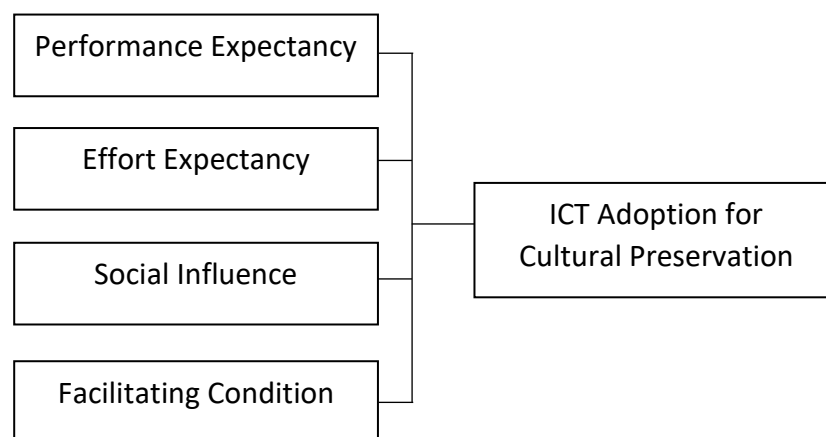 Performance Expectancy
Effort Expectancy
Social Influence
Facilitating Condition
ICT Adoption for
Cultural Preservation